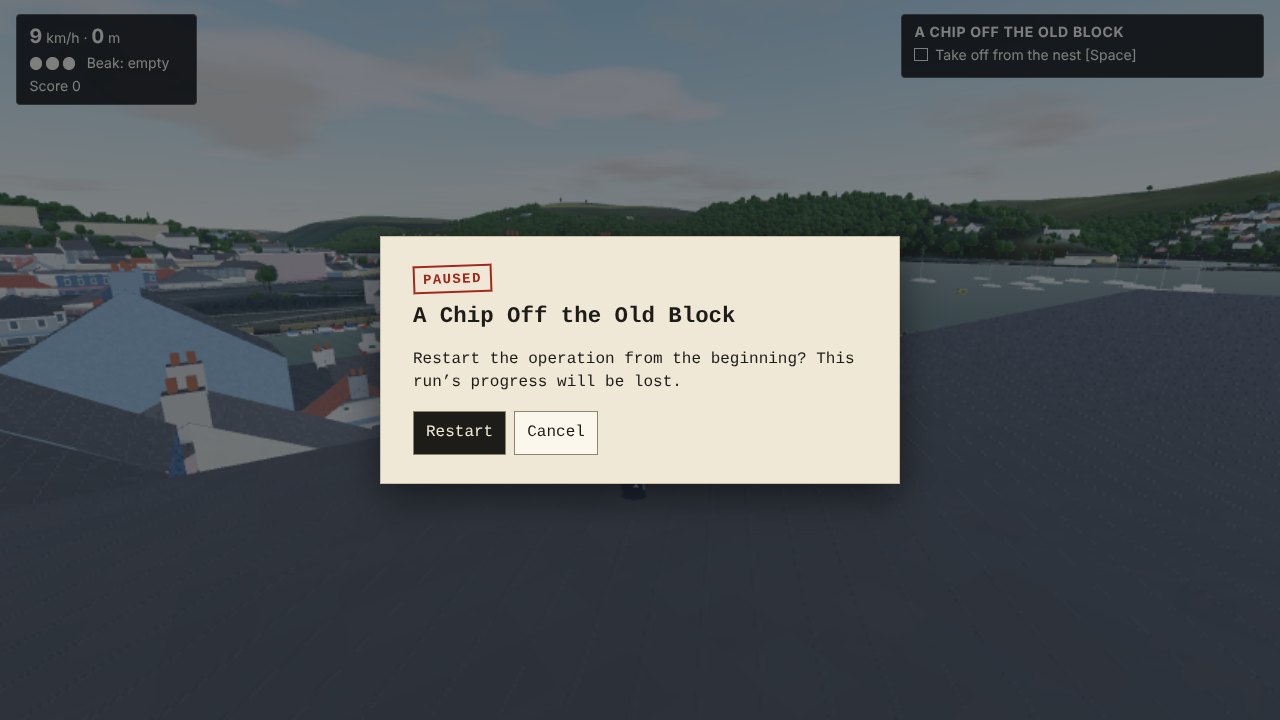 9 km/h · 0 m
Beak: empty
Score 0
A CHIP OFF THE OLD BLOCK
Take off from the nest [Space]
PAUSED
A Chip Off the Old Block
Restart the operation from the beginning? This
run’s progress will be lost.
Restart
Cancel